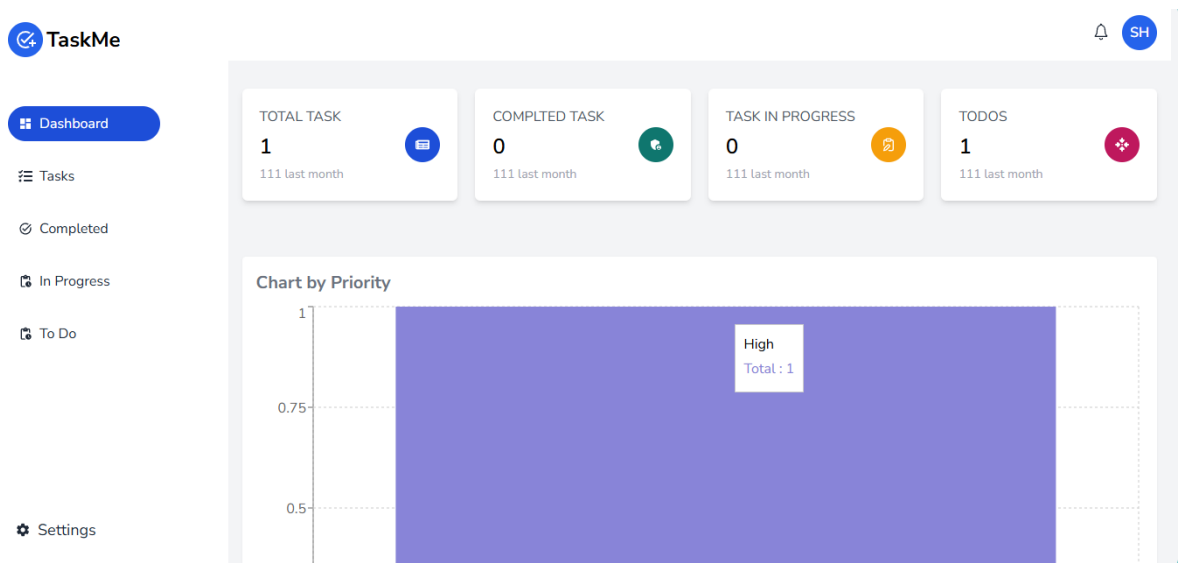 TaskMe
SH
Dashboard
Tasks
Completed
In Progress
To Do
Settings
TOTAL TASK
1
111 last month
COMPLTED TASK
0
111 last month
TASK IN PROGRESS
0
111 last month
TODOS
1
111 last month
Chart by Priority
1
0.75
0.5
High
Total : 1